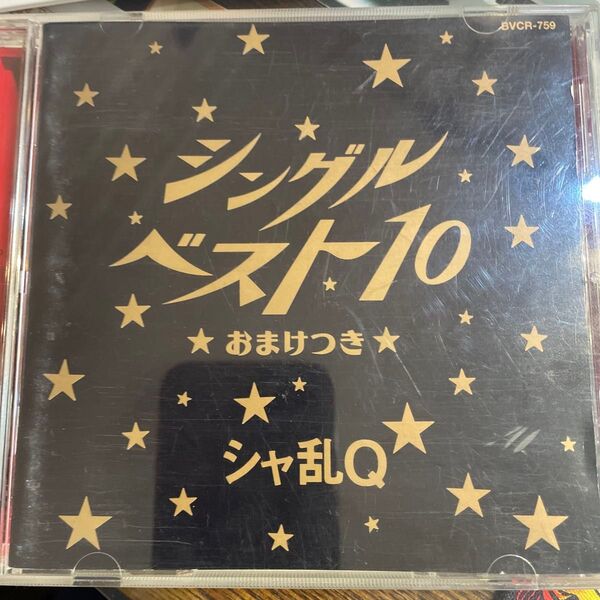 BVCR-759
シングル
ベスト10
★おまけつき★
シャ乱Q